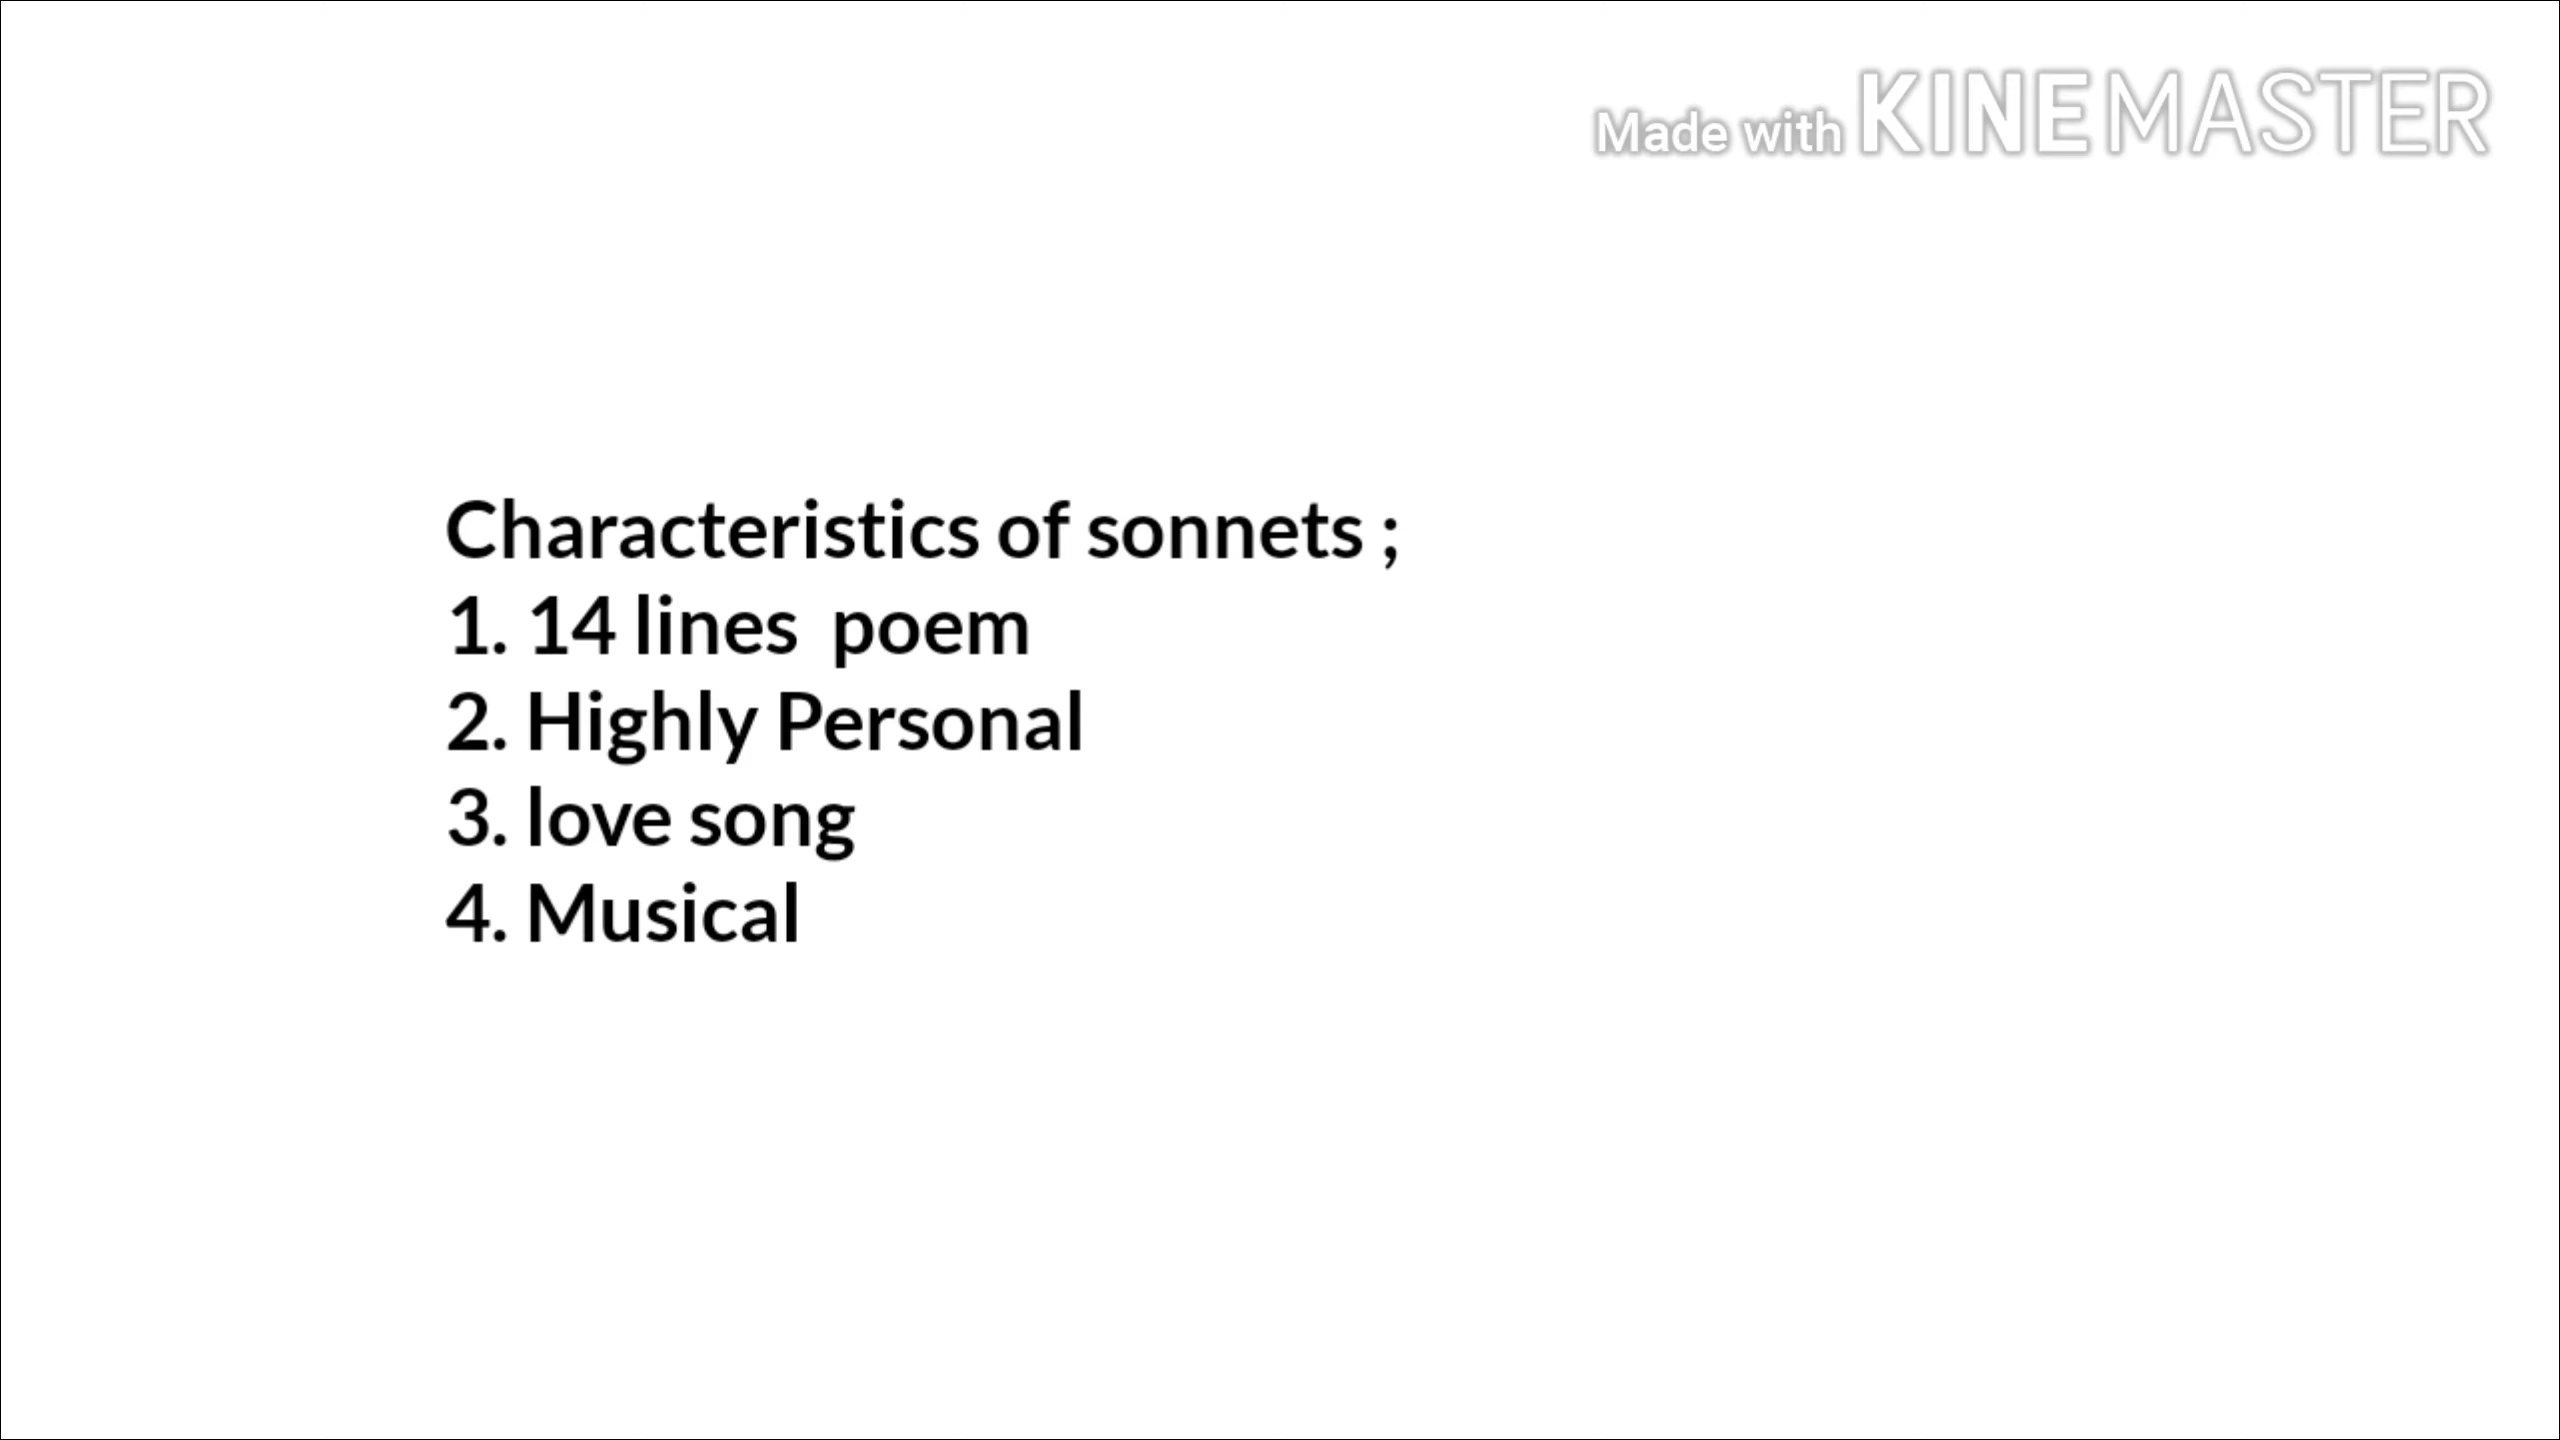 Made with KINEMASTER
Characteristics of sonnets ;
1. 14 lines  poem
2. Highly Personal
3. love song
4. Musical